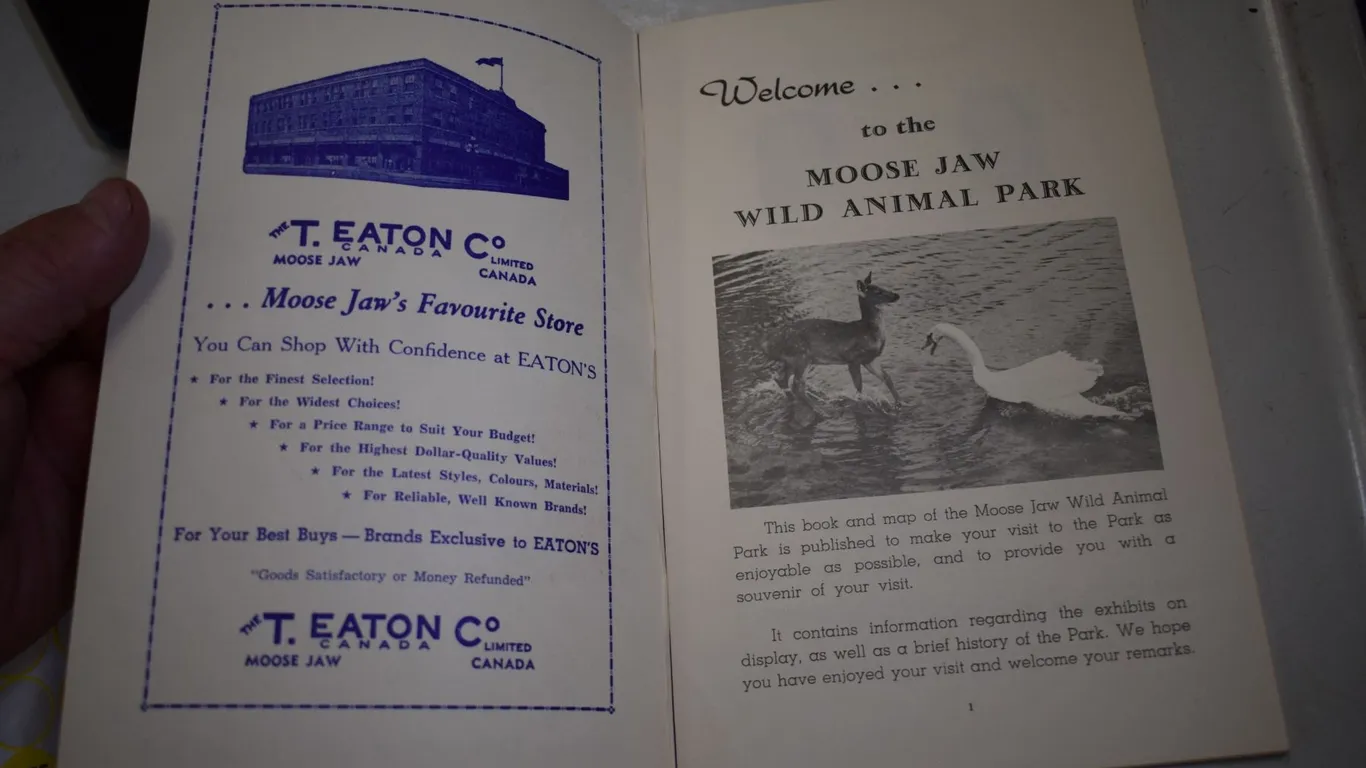 THE T. EATON Co
CANADA
LIMITED
MOOSE JAW CANADA
. . . Moose Jaw's Favourite Store
You Can Shop With Confidence at EATON'S
★ For the Finest Selection!
★ For the Widest Choices!
★ For a Price Range to Suit Your Budget!
★ For the Highest Dollar-Quality Values!
★ For the Latest Styles, Colours, Materials!
★ For Reliable, Well Known Brands!
For Your Best Buys — Brands Exclusive to EATON'S
"Goods Satisfactory or Money Refunded"
THE T. EATON Co
CANADA
LIMITED
MOOSE JAW CANADA
Welcome . . .
to the
MOOSE JAW
WILD ANIMAL PARK
This book and map of the Moose Jaw Wild Animal
Park is published to make your visit to the Park as
enjoyable as possible, and to provide you with a
souvenir of your visit.
It contains information regarding the exhibits on
display, as well as a brief history of the Park. We hope
you have enjoyed your visit and welcome your remarks.
1